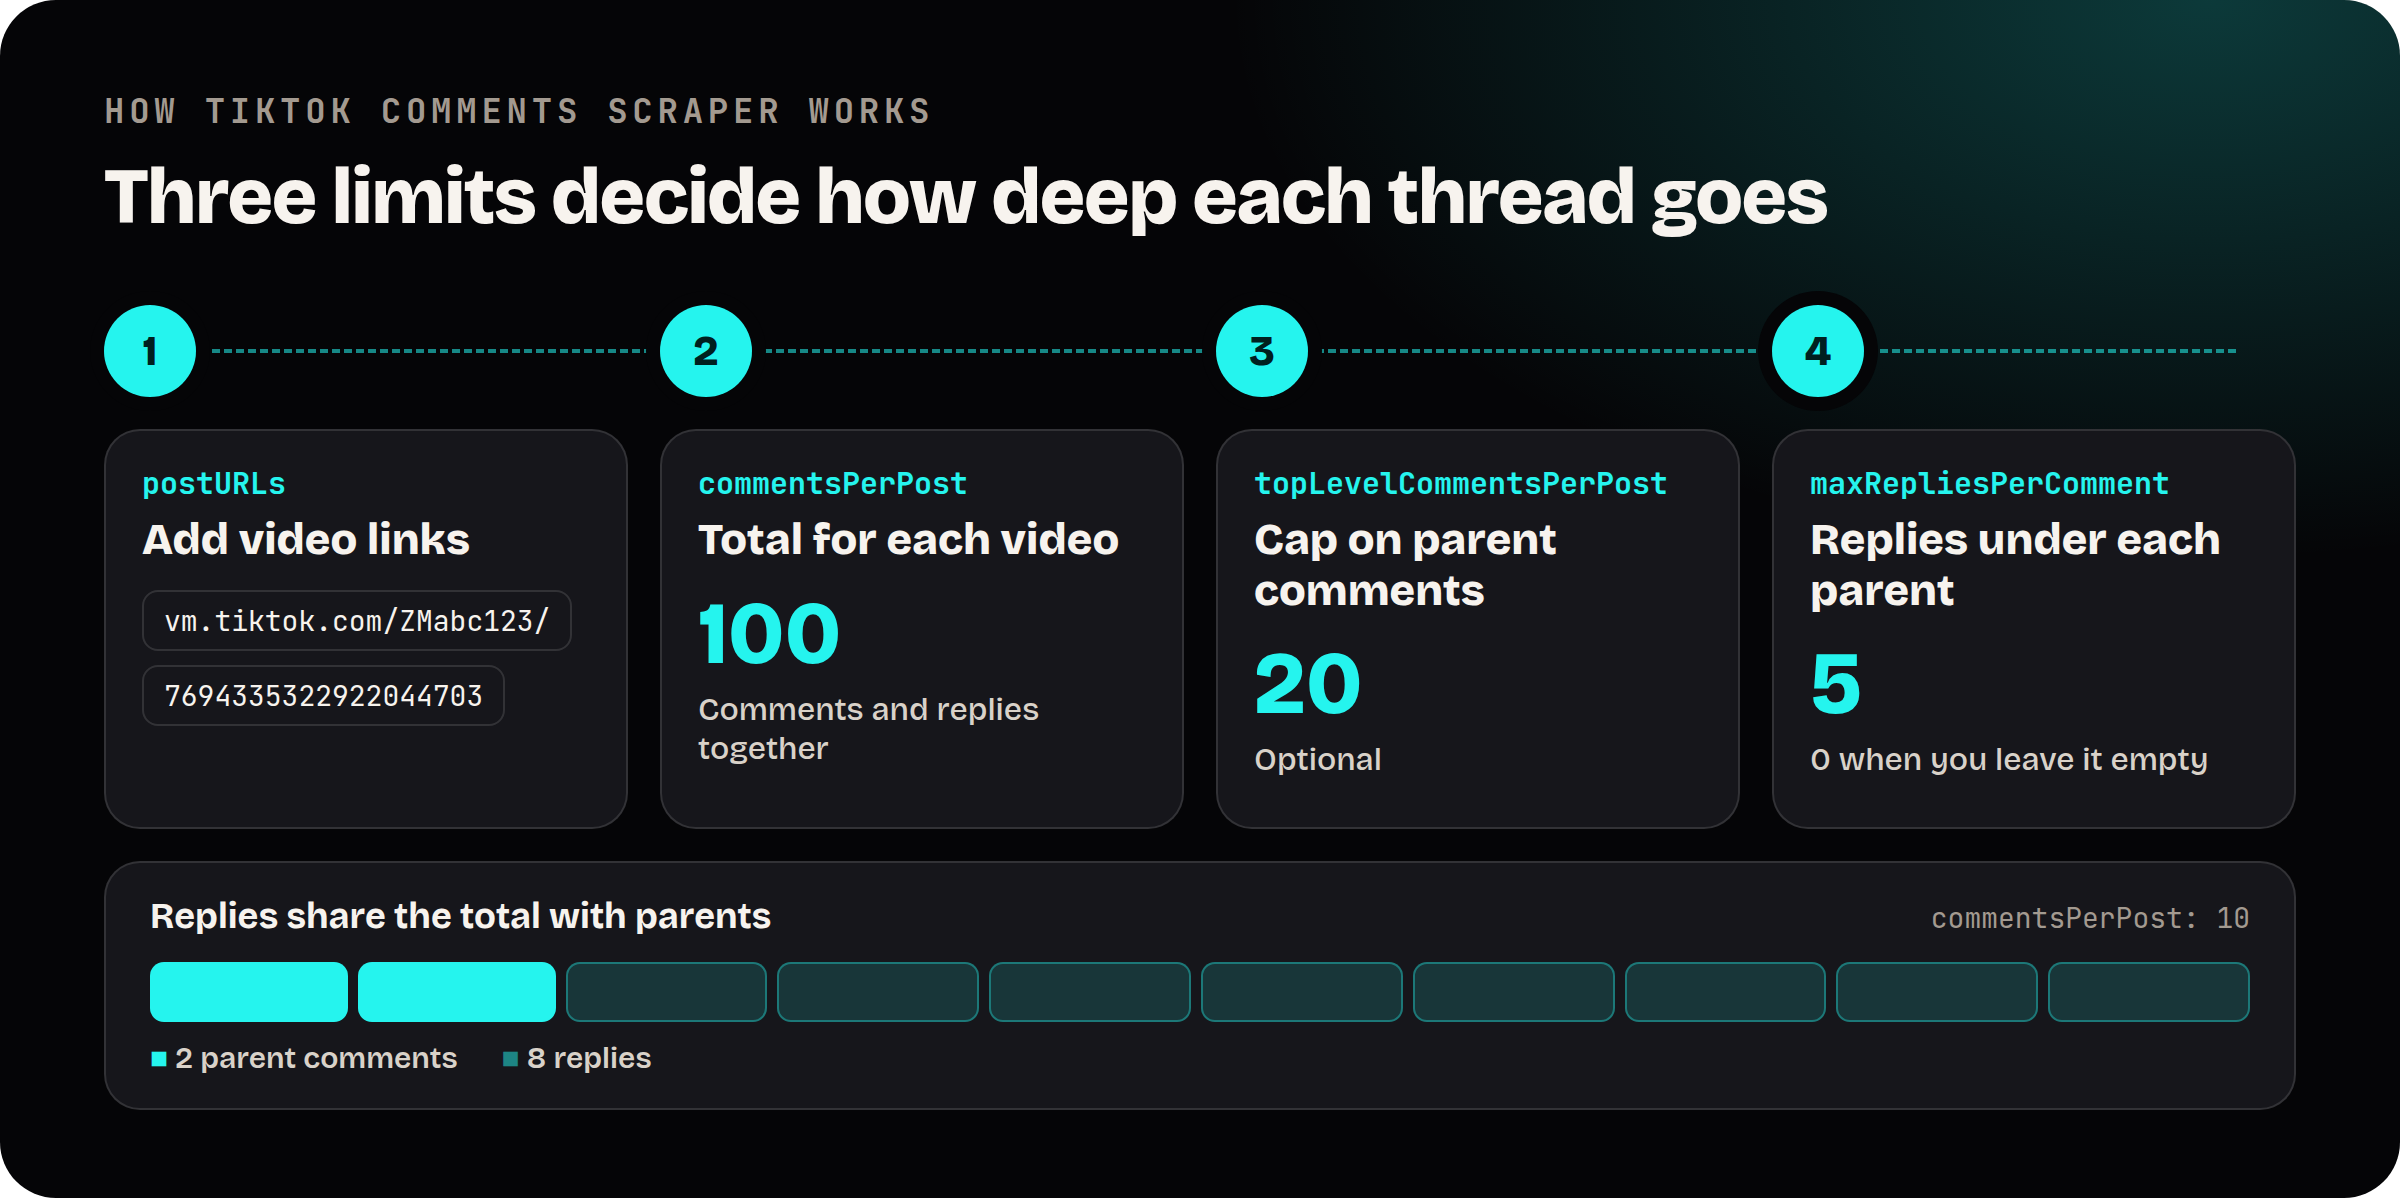 HOW TIKTOK COMMENTS SCRAPER WORKS
Three limits decide how deep each thread goes
1
2
3
4
postURLs
Add video links
vm.tiktok.com/ZMabc123/
7694335322922044703
commentsPerPost
Total for each video
100
Comments and replies
together
topLevelCommentsPerPost
Cap on parent
comments
20
Optional
maxRepliesPerComment
Replies under each
parent
5
0 when you leave it empty
Replies share the total with parents
commentsPerPost: 10
2 parent comments
8 replies